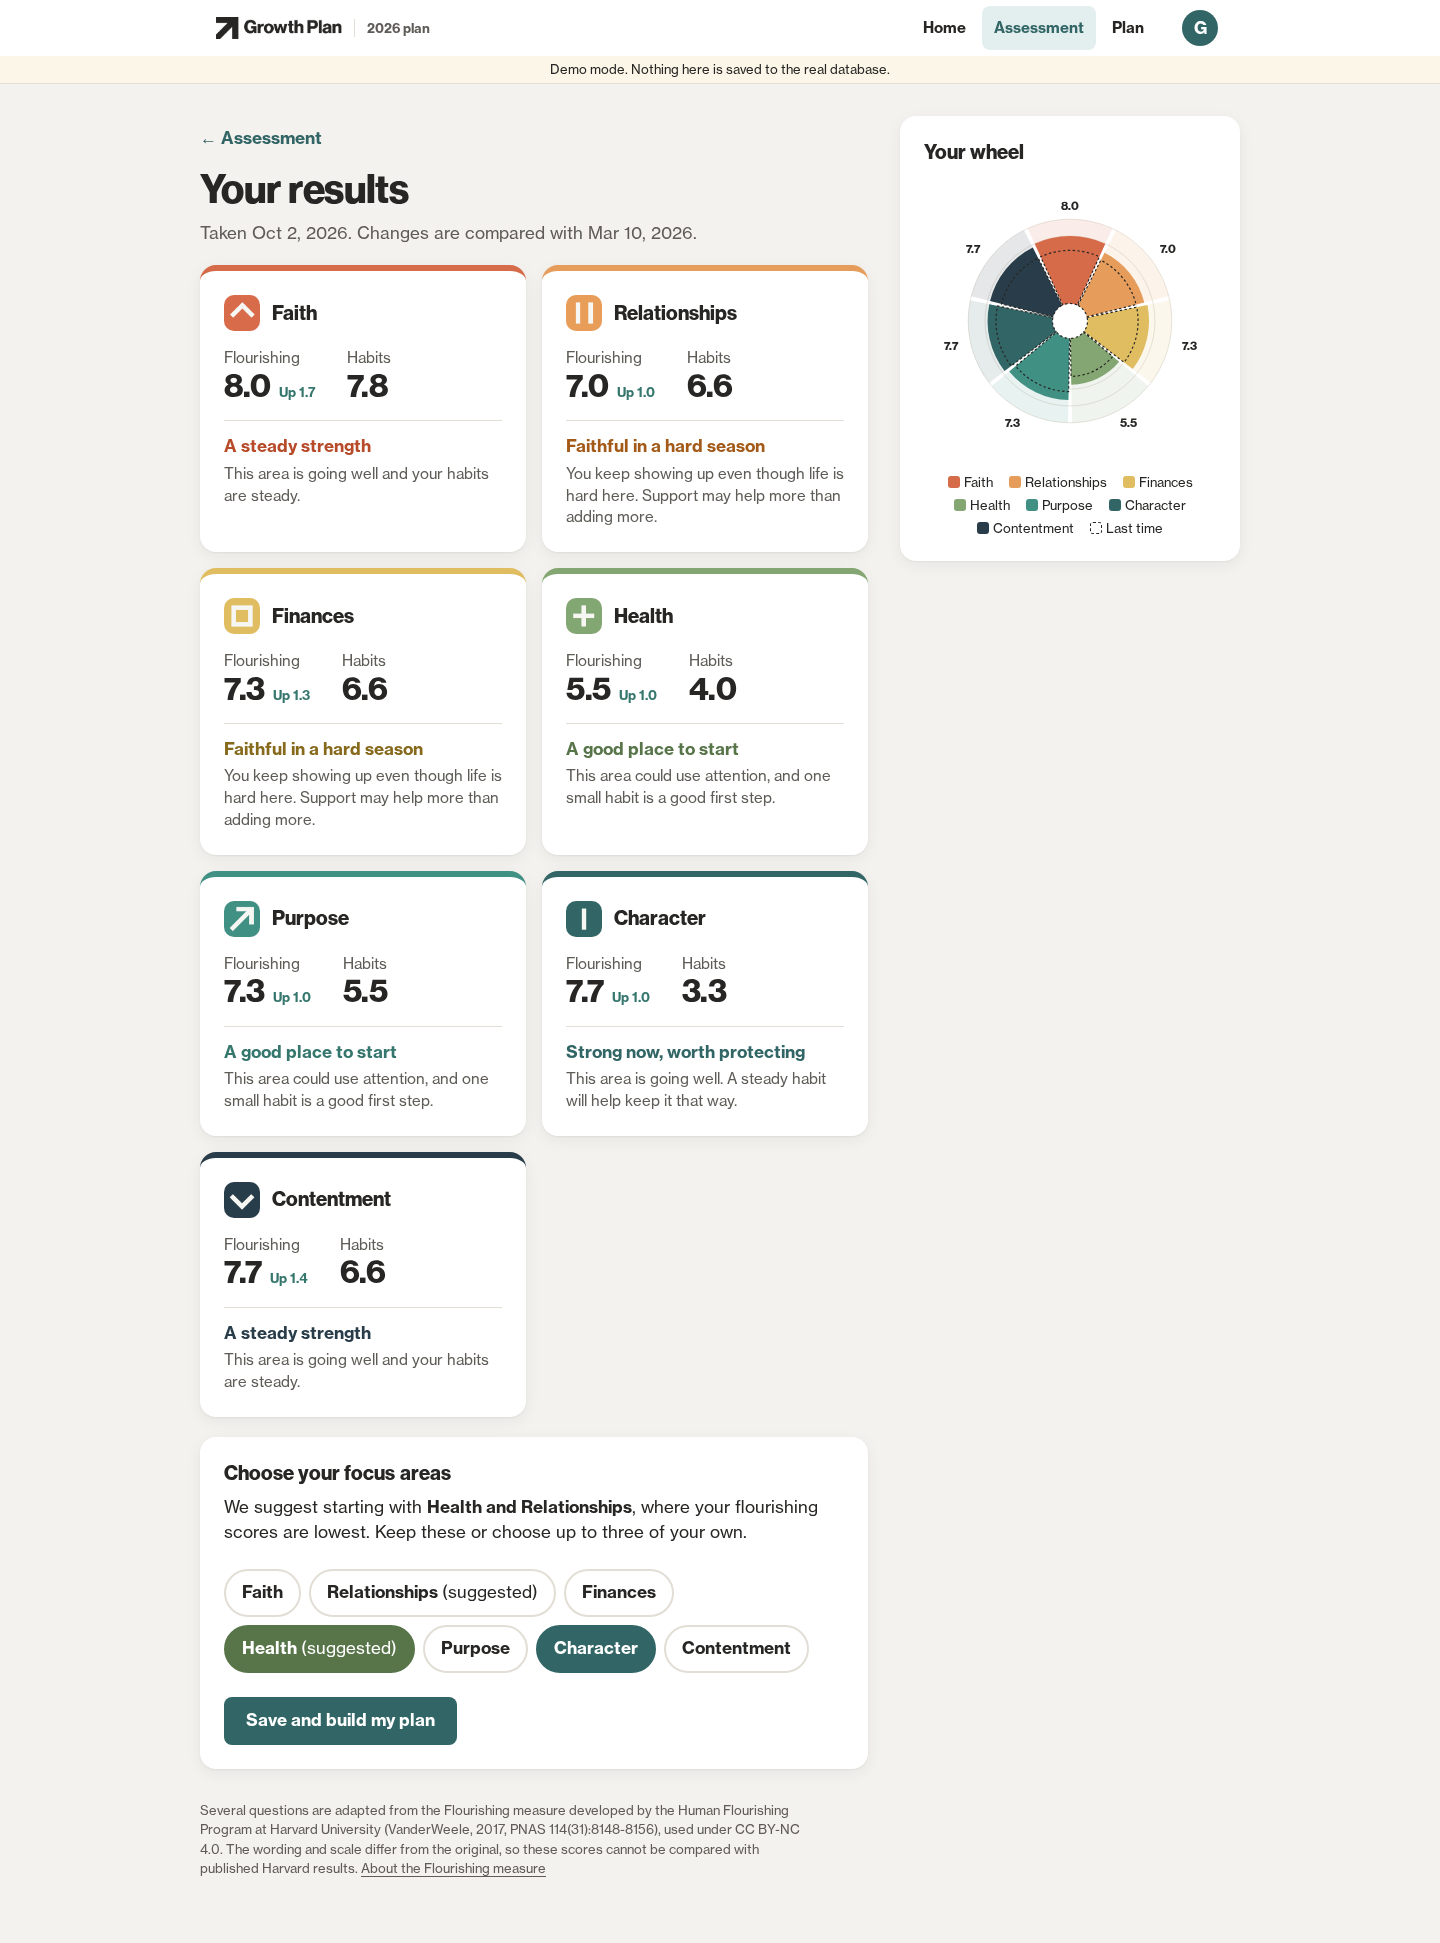 Growth Plan
2026 plan
Home
Assessment
Plan
G
Demo mode. Nothing here is saved to the real database.
← Assessment
Your results
Taken Oct 2, 2026. Changes are compared with Mar 10, 2026.
Faith
Flourishing
Habits
8.0 Up 1.7
7.8
A steady strength
This area is going well and your habits
are steady.
Relationships
Flourishing
Habits
7.0 Up 1.0
6.6
Faithful in a hard season
You keep showing up even though life is
hard here. Support may help more than
adding more.
Finances
Flourishing
Habits
7.3 Up 1.3
6.6
Faithful in a hard season
You keep showing up even though life is
hard here. Support may help more than
adding more.
Health
Flourishing
Habits
5.5 Up 1.0
4.0
A good place to start
This area could use attention, and one
small habit is a good first step.
Purpose
Flourishing
Habits
7.3 Up 1.0
5.5
A good place to start
This area could use attention, and one
small habit is a good first step.
Character
Flourishing
Habits
7.7 Up 1.0
3.3
Strong now, worth protecting
This area is going well. A steady habit
will help keep it that way.
Contentment
Flourishing
Habits
7.7 Up 1.4
6.6
A steady strength
This area is going well and your habits
are steady.
Choose your focus areas
We suggest starting with Health and Relationships, where your flourishing
scores are lowest. Keep these or choose up to three of your own.
Faith
Relationships (suggested)
Finances
Health (suggested)
Purpose
Character
Contentment
Save and build my plan
Several questions are adapted from the Flourishing measure developed by the Human Flourishing
Program at Harvard University (VanderWeele, 2017, PNAS 114(31):8148-8156), used under CC BY-NC
4.0. The wording and scale differ from the original, so these scores cannot be compared with
published Harvard results. About the Flourishing measure
Your wheel
8.0
7.7
7.0
7.7
7.3
7.3
5.5
Faith
Relationships
Finances
Health
Purpose
Character
Contentment
Last time